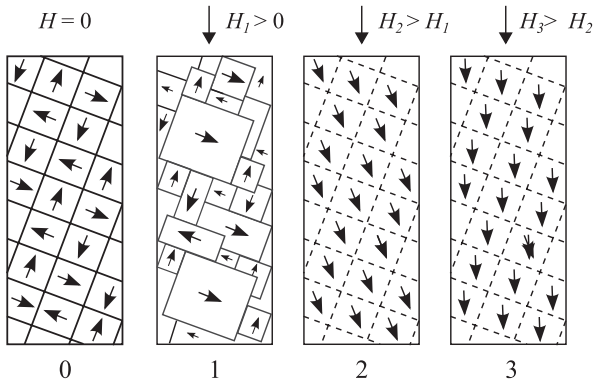 H = 0
H₁ > 0
H₂ > H₁
H₃ > H₂
0
1
2
3